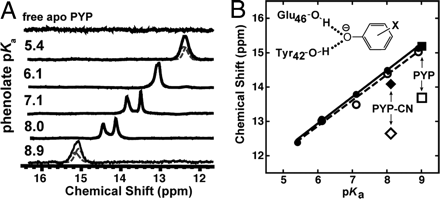 A
free apo PYP
phenolate pKa
5.4
6.1
7.1
8.0
8.9
16 15 14 13 12
Chemical Shift (ppm)
B
Chemical Shift (ppm)
16
15
14
13
12
Glu46-O
H
Tyr42-O-H
O
⊖
X
PYP
PYP-CN
5 6 7 8 9
pKa